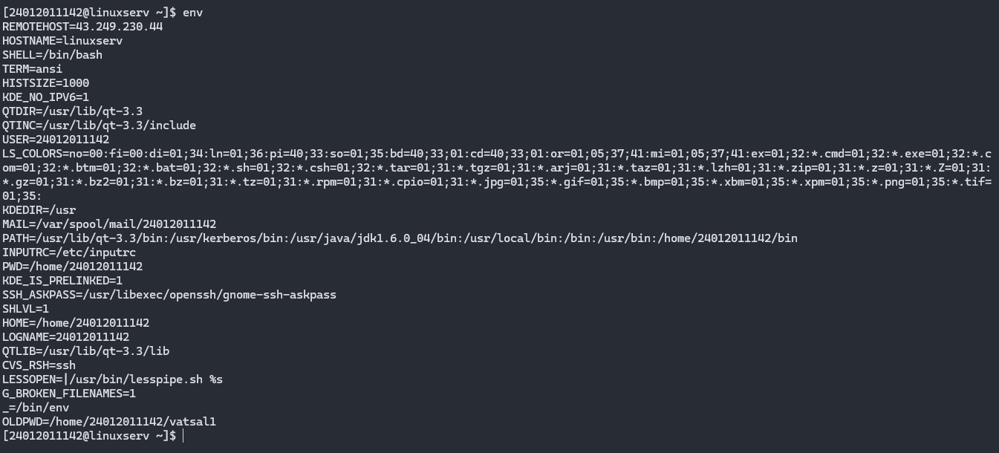 [24012011142@linuxserv ~]$ env
REMOTEHOST=43.249.230.44
HOSTNAME=linuxserv
SHELL=/bin/bash
TERM=ansi
HISTSIZE=1000
KDE_NO_IPV6=1
QTDIR=/usr/lib/qt-3.3
QTINC=/usr/lib/qt-3.3/include
USER=24012011142
LS_COLORS=no=00:fi=00:di=01;34:ln=01;36:pi=40;33:so=01;35:bd=40;33;01:cd=40;33;01:or=01;05;37;41:mi=01;05;37;41:ex=01;32:*.cmd=01;32:*.exe=01;32:*.c
om=01;32:*.btm=01;32:*.bat=01;32:*.sh=01;32:*.csh=01;32:*.tar=01;31:*.tgz=01;31:*.arj=01;31:*.taz=01;31:*.lzh=01;31:*.zip=01;31:*.z=01;31:*.Z=01;31:
*.gz=01;31:*.bz2=01;31:*.bz=01;31:*.tz=01;31:*.rpm=01;31:*.cpio=01;31:*.jpg=01;35:*.gif=01;35:*.bmp=01;35:*.xbm=01;35:*.xpm=01;35:*.png=01;35:*.tif=
01;35:
KDEDIR=/usr
MAIL=/var/spool/mail/24012011142
PATH=/usr/lib/qt-3.3/bin:/usr/kerberos/bin:/usr/java/jdk1.6.0_04/bin:/usr/local/bin:/bin:/usr/bin:/home/24012011142/bin
INPUTRC=/etc/inputrc
PWD=/home/24012011142
KDE_IS_PRELINKED=1
SSH_ASKPASS=/usr/libexec/openssh/gnome-ssh-askpass
SHLVL=1
HOME=/home/24012011142
LOGNAME=24012011142
QTLIB=/usr/lib/qt-3.3/lib
CVS_RSH=ssh
LESSOPEN=|/usr/bin/lesspipe.sh %s
G_BROKEN_FILENAMES=1
_=/bin/env
OLDPWD=/home/24012011142/vatsal1
[24012011142@linuxserv ~]$